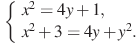 x² = 4y + 1,
x² + 3 = 4y + y².